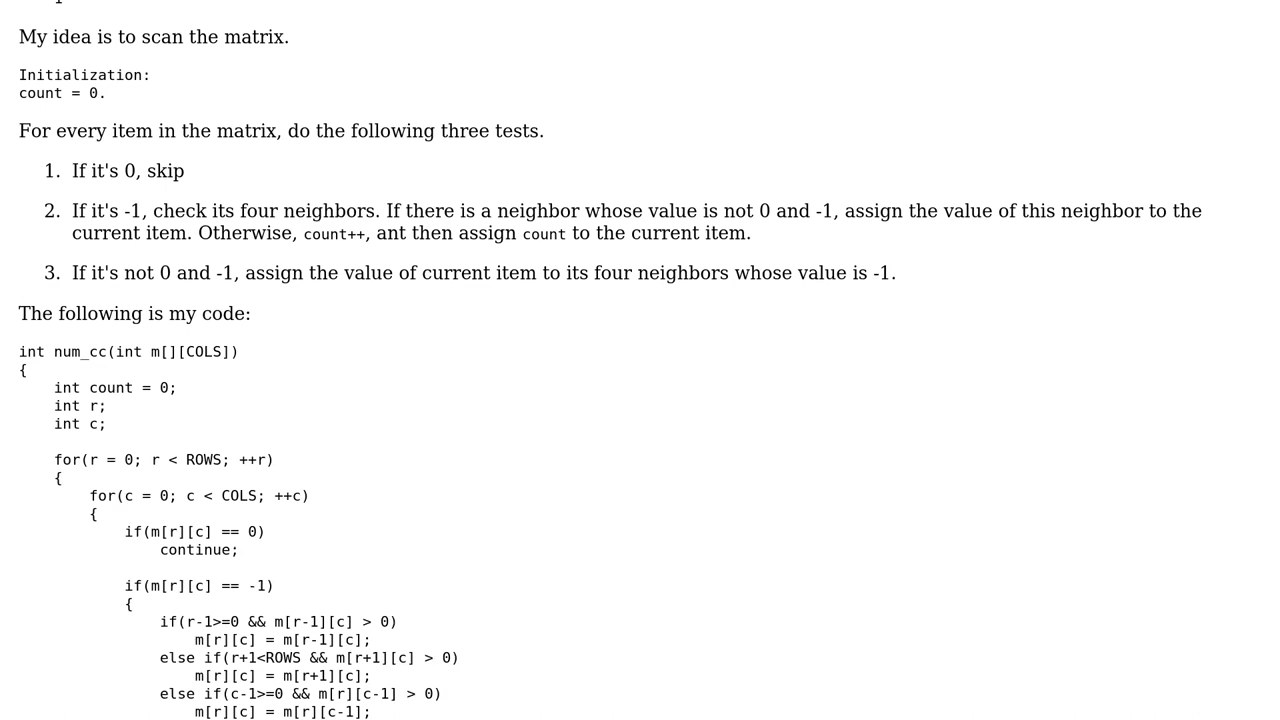 My idea is to scan the matrix.
Initialization:
count = 0.
For every item in the matrix, do the following three tests.
1. If it's 0, skip
2. If it's -1, check its four neighbors. If there is a neighbor whose value is not 0 and -1, assign the value of this neighbor to the
current item. Otherwise, count++, ant then assign count to the current item.
3. If it's not 0 and -1, assign the value of current item to its four neighbors whose value is -1.
The following is my code:
int num_cc(int m[][COLS])
{
    int count = 0;
    int r;
    int c;
    for(r = 0; r < ROWS; ++r)
    {
        for(c = 0; c < COLS; ++c)
        {
            if(m[r][c] == 0)
                continue;
            if(m[r][c] == -1)
            {
                if(r-1>=0 && m[r-1][c] > 0)
                    m[r][c] = m[r-1][c];
                else if(r+1<ROWS && m[r+1][c] > 0)
                    m[r][c] = m[r+1][c];
                else if(c-1>=0 && m[r][c-1] > 0)
                    m[r][c] = m[r][c-1];